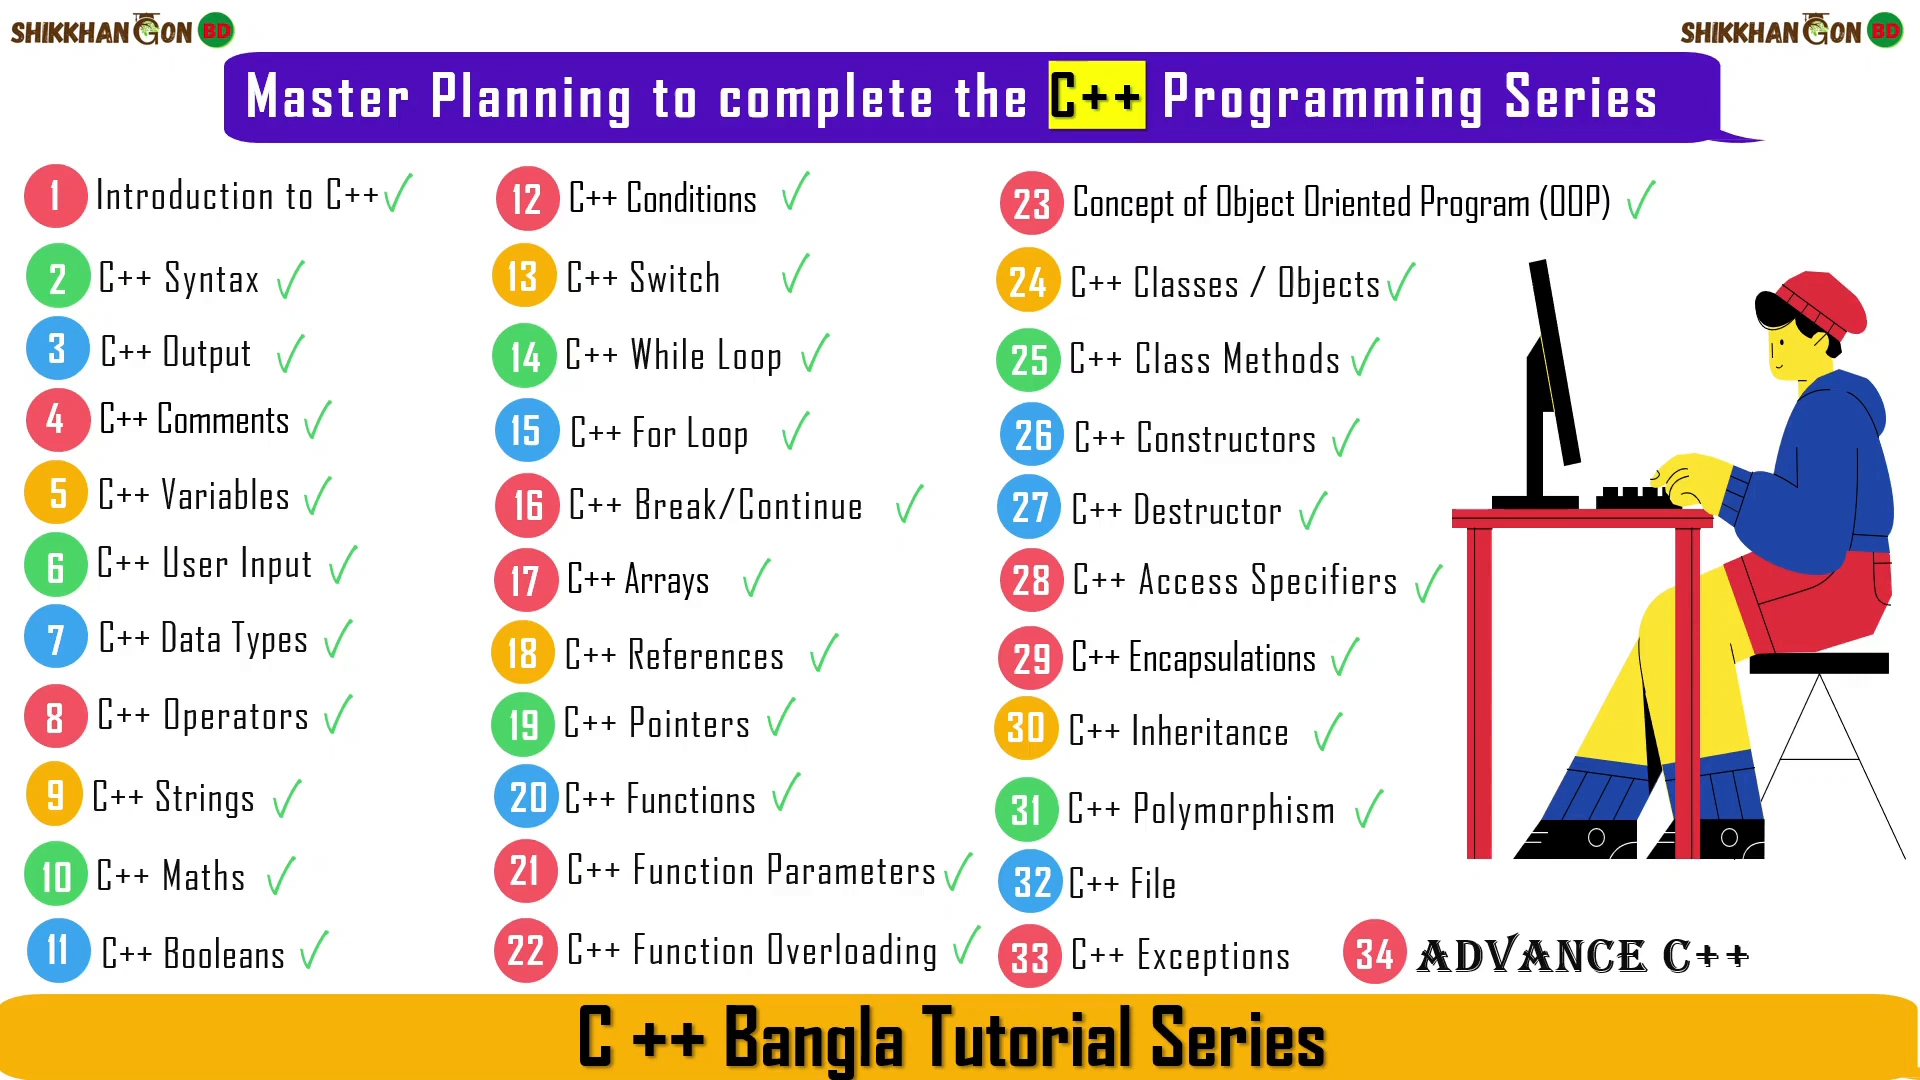 SHIKKHANGON BD
SHIKKHANGON BD
Master Planning to complete the C++ Programming Series
1 Introduction to C++
2 C++ Syntax
3 C++ Output
4 C++ Comments
5 C++ Variables
6 C++ User Input
7 C++ Data Types
8 C++ Operators
9 C++ Strings
10 C++ Maths
11 C++ Booleans
12 C++ Conditions
13 C++ Switch
14 C++ While Loop
15 C++ For Loop
16 C++ Break/Continue
17 C++ Arrays
18 C++ References
19 C++ Pointers
20 C++ Functions
21 C++ Function Parameters
22 C++ Function Overloading
23 Concept of Object Oriented Program (OOP)
24 C++ Classes / Objects
25 C++ Class Methods
26 C++ Constructors
27 C++ Destructor
28 C++ Access Specifiers
29 C++ Encapsulations
30 C++ Inheritance
31 C++ Polymorphism
32 C++ File
33 C++ Exceptions
34 ADVANCE C++
C ++ Bangla Tutorial Series